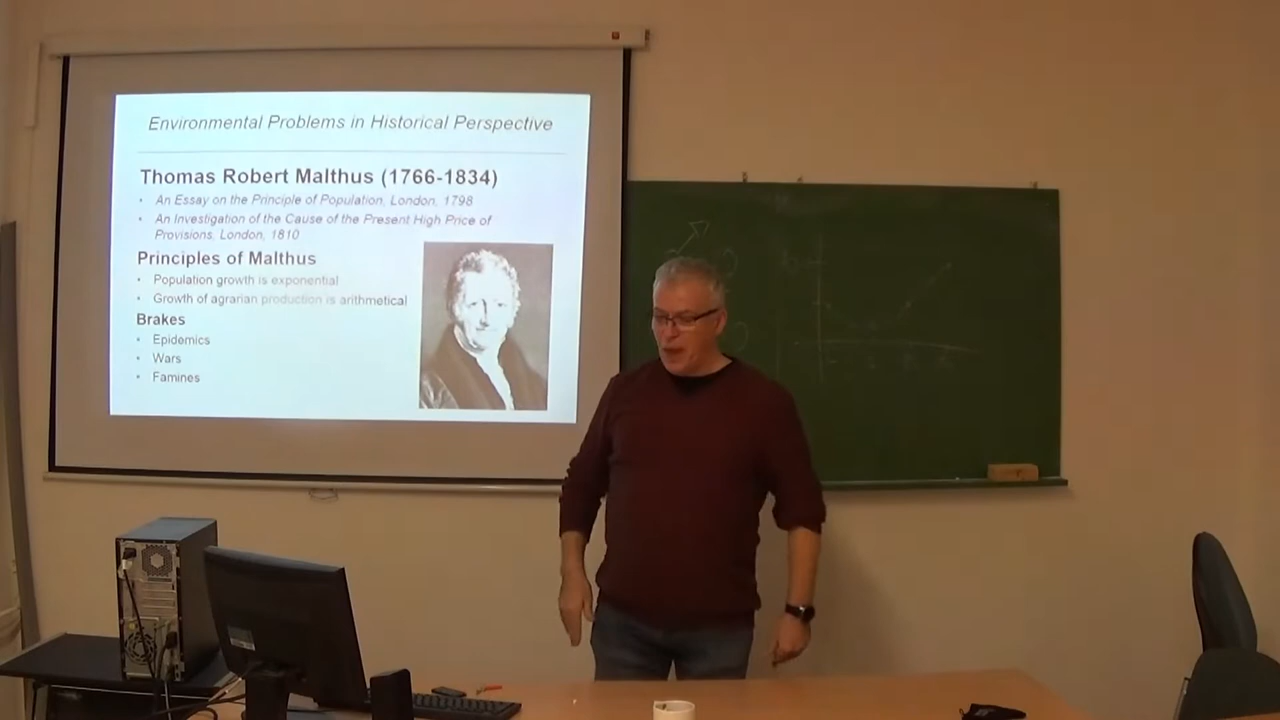 Environmental Problems in Historical Perspective
Thomas Robert Malthus (1766-1834)
• An Essay on the Principle of Population, London, 1798
• An Investigation of the Cause of the Present High Price of
Provisions, London, 1810
Principles of Malthus
• Population growth is exponential
• Growth of agrarian production is arithmetical
Brakes
• Epidemics
• Wars
• Famines